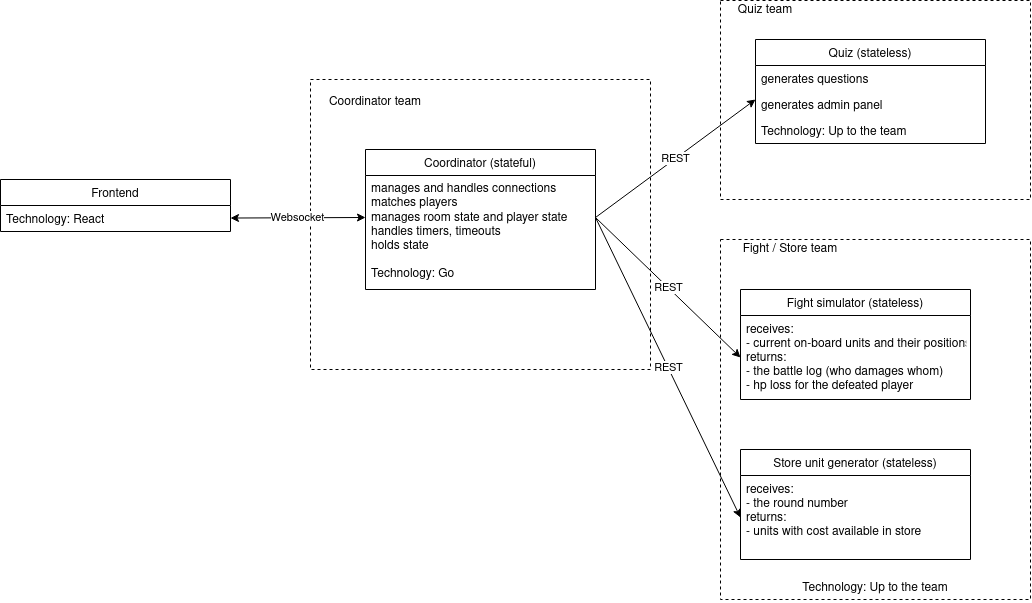 Quiz team
Quiz (stateless)
generates questions
generates admin panel
Technology: Up to the team
Coordinator team
Coordinator (stateful)
manages and handles connections
matches players
manages room state and player state
handles timers, timeouts
holds state
Technology: Go
Frontend
Technology: React
Websocket
REST
REST
REST
Fight / Store team
Fight simulator (stateless)
receives:
- current on-board units and their positions
returns:
- the battle log (who damages whom)
- hp loss for the defeated player
Store unit generator (stateless)
receives:
- the round number
returns:
- units with cost available in store
Technology: Up to the team